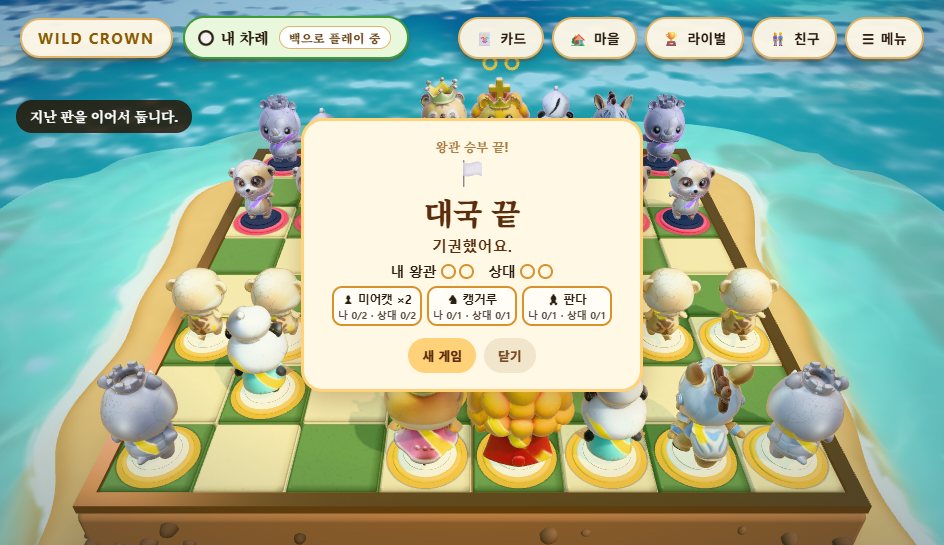 WILD CROWN
내 차례 백으로 플레이 중
카드
마을
라이벌
친구
메뉴
지난 판을 이어서 둡니다.
왕관 승부 끝!
대국 끝
기권했어요.
내 왕관 상대
미어캣 ×2
나 0/2 · 상대 0/2
캥거루
나 0/1 · 상대 0/1
판다
나 0/1 · 상대 0/1
새 게임
닫기